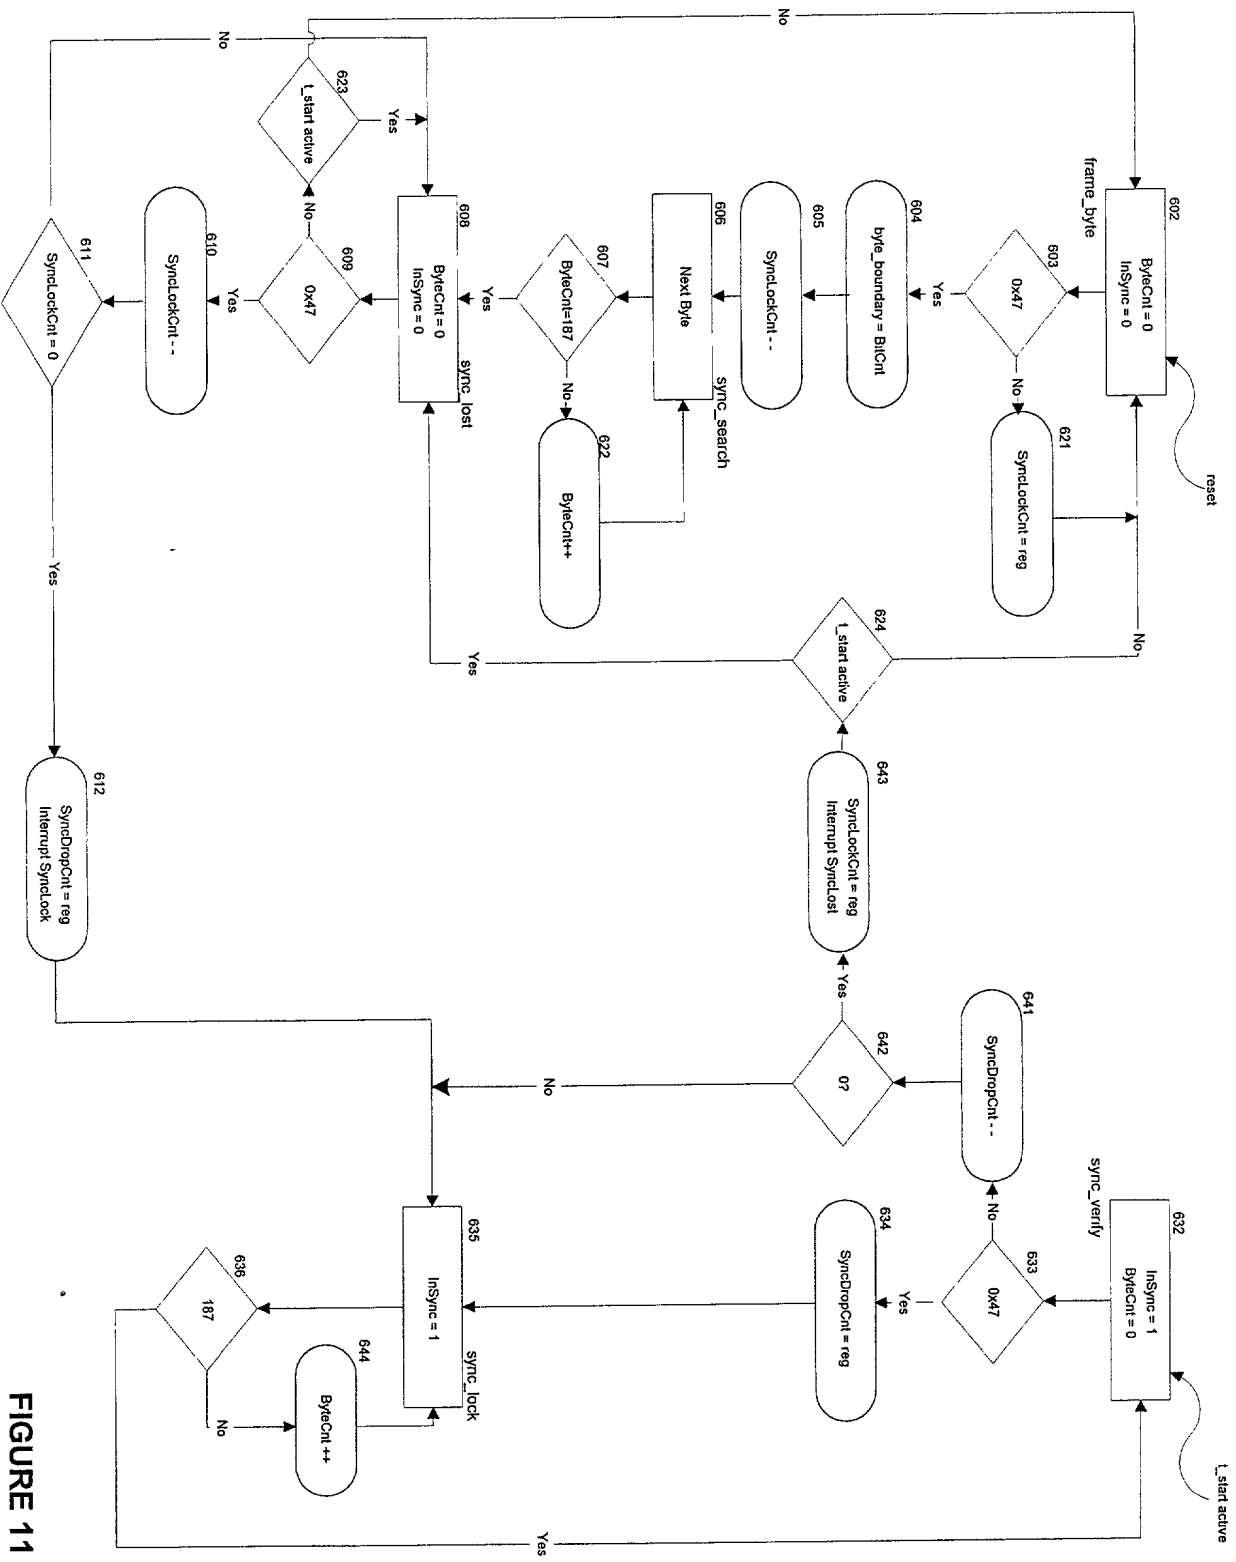 reset
602
ByteCnt = 0
InSync = 0
frame_byte
603
0x47
No
621
SyncLockCnt = reg
Yes
604
byte_boundary = BitCnt
605
SyncLockCnt - -
606
Next Byte
sync_search
607
ByteCnt=187
No
622
ByteCnt++
Yes
608
ByteCnt = 0
InSync = 0
sync_lost
609
0x47
No
623
t_start active
Yes
No
Yes
610
SyncLockCnt - -
611
SyncLockCnt = 0
No
Yes
612
SyncDropCnt = reg
Interrupt SyncLock
624
t_start active
No
Yes
643
SyncLockCnt = reg
Interrupt SyncLost
Yes
642
0?
No
641
SyncDropCnt - -
No
t_start active
632
InSync = 1
ByteCnt = 0
sync_verify
633
0x47
Yes
634
SyncDropCnt = reg
635
InSync = 1
sync_lock
636
187
No
644
ByteCnt ++
Yes
FIGURE 11